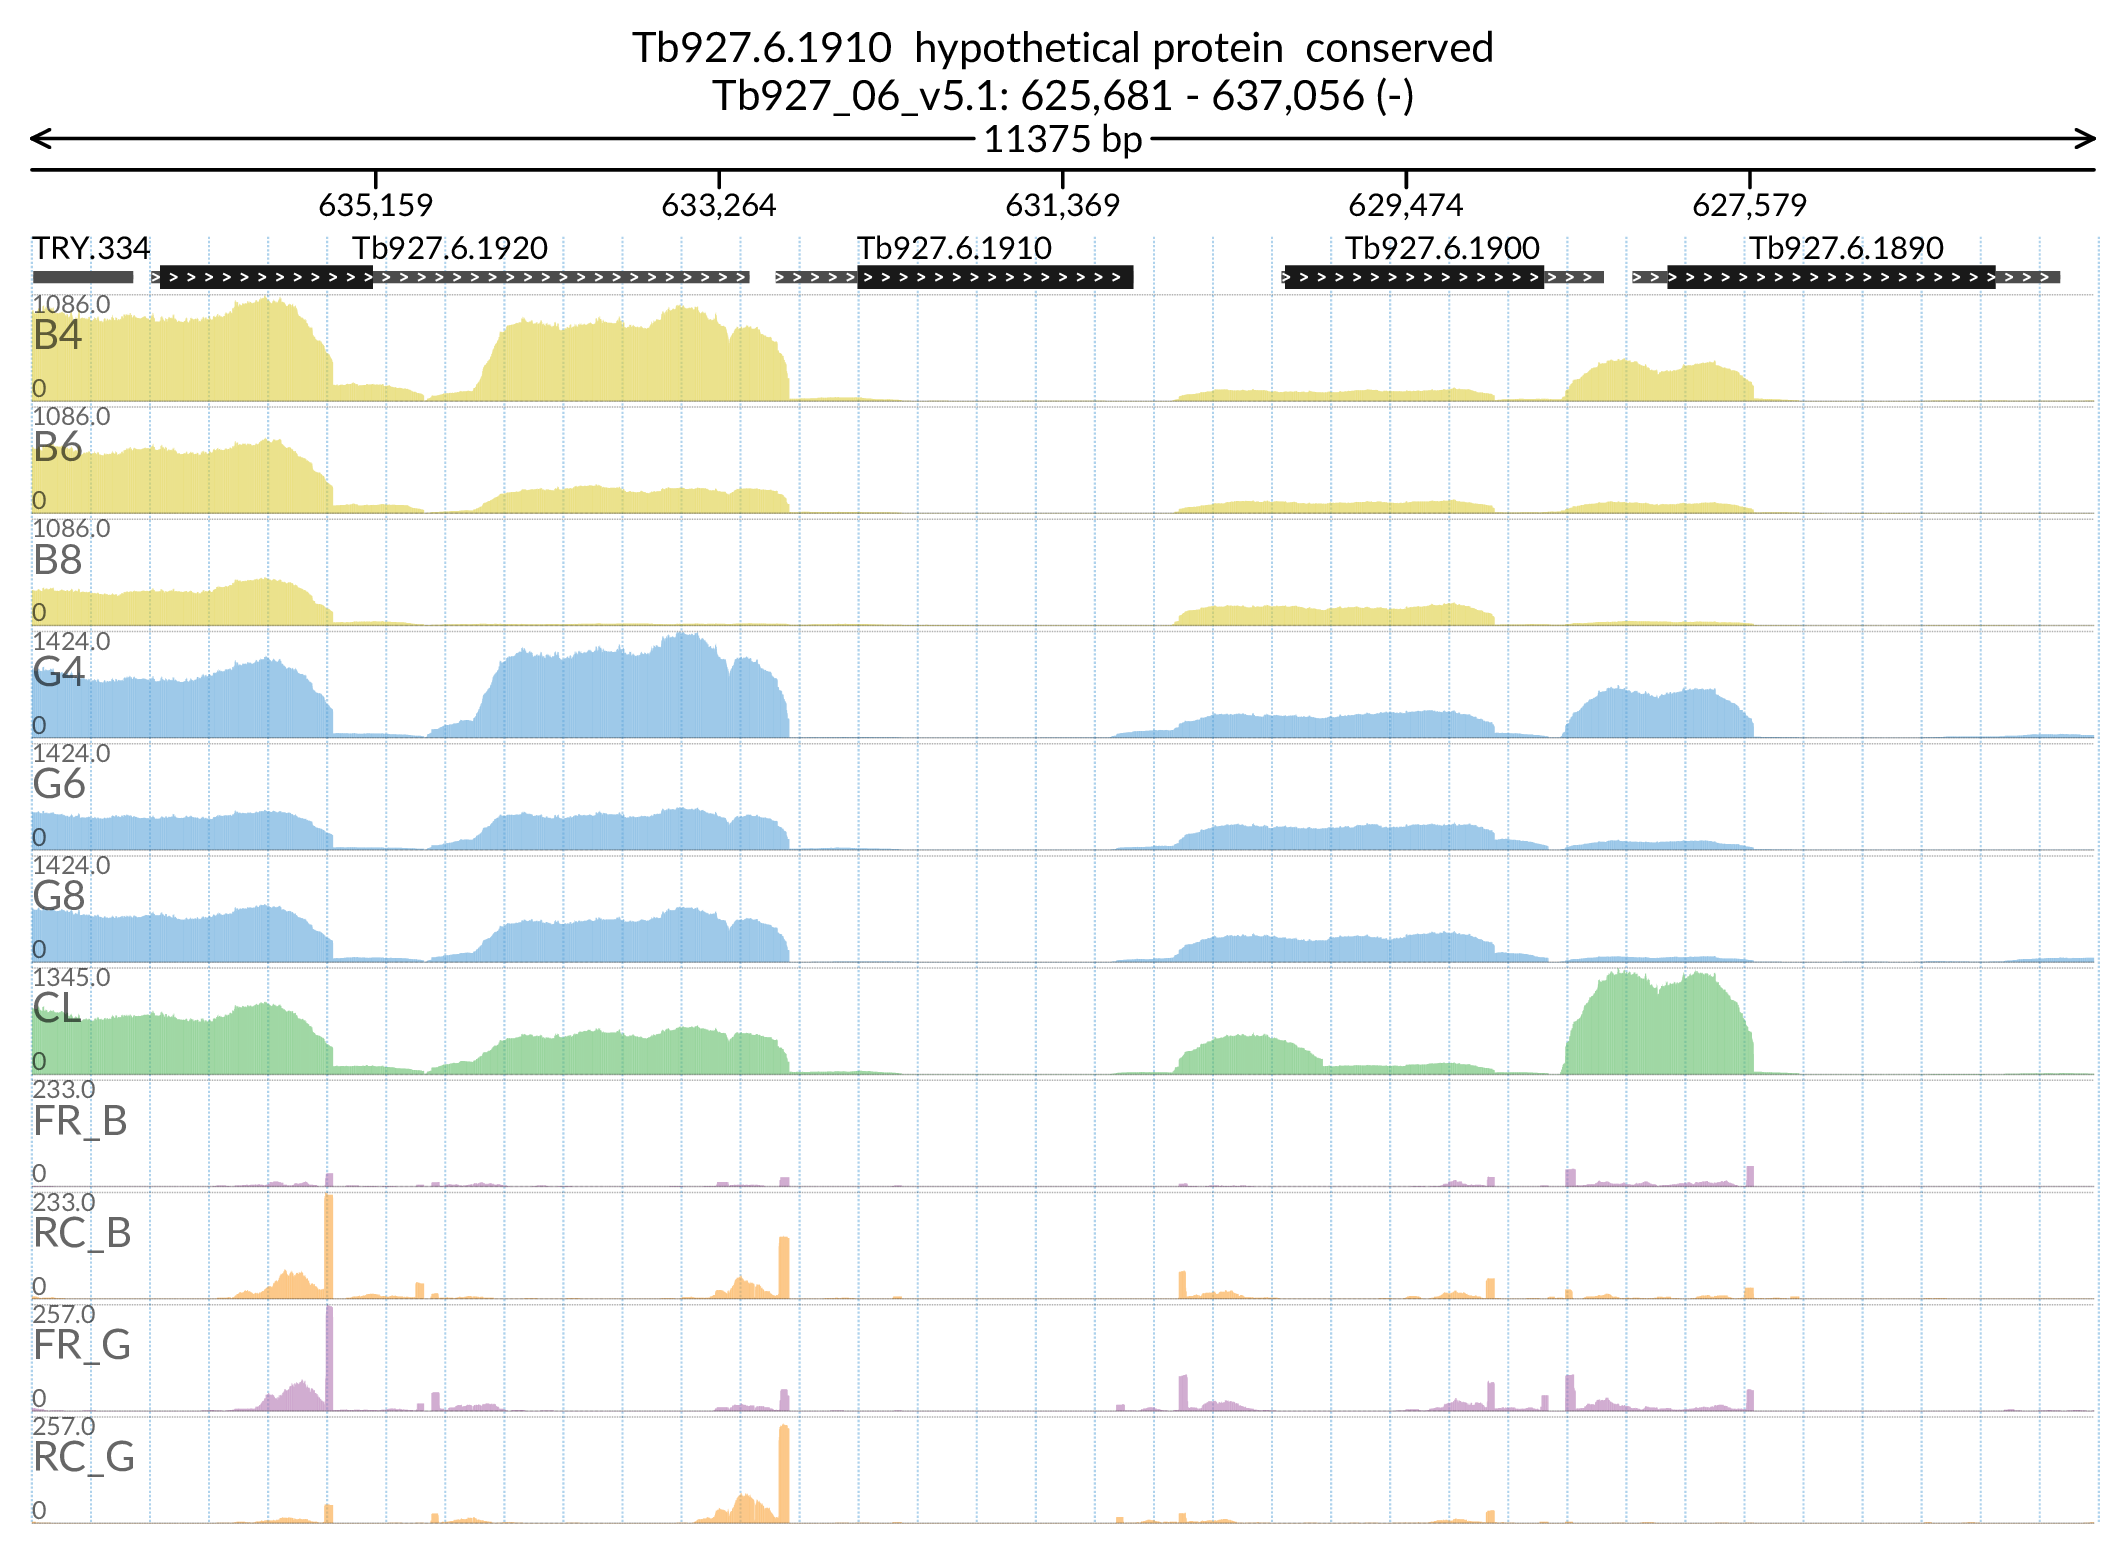 Tb927.6.1910 hypothetical protein conserved
Tb927_06_v5.1: 625,681 - 637,056 (-)
11375 bp
635,159 633,264 631,369 629,474 627,579
TRY.334 Tb927.6.1920 Tb927.6.1910 Tb927.6.1900 Tb927.6.1890
1086.0
B4
0
1086.0
B6
0
1086.0
B8
0
1424.0
G4
0
1424.0
G6
0
1424.0
G8
0
1345.0
CL
0
233.0
FR_B
0
233.0
RC_B
0
257.0
FR_G
0
257.0
RC_G
0